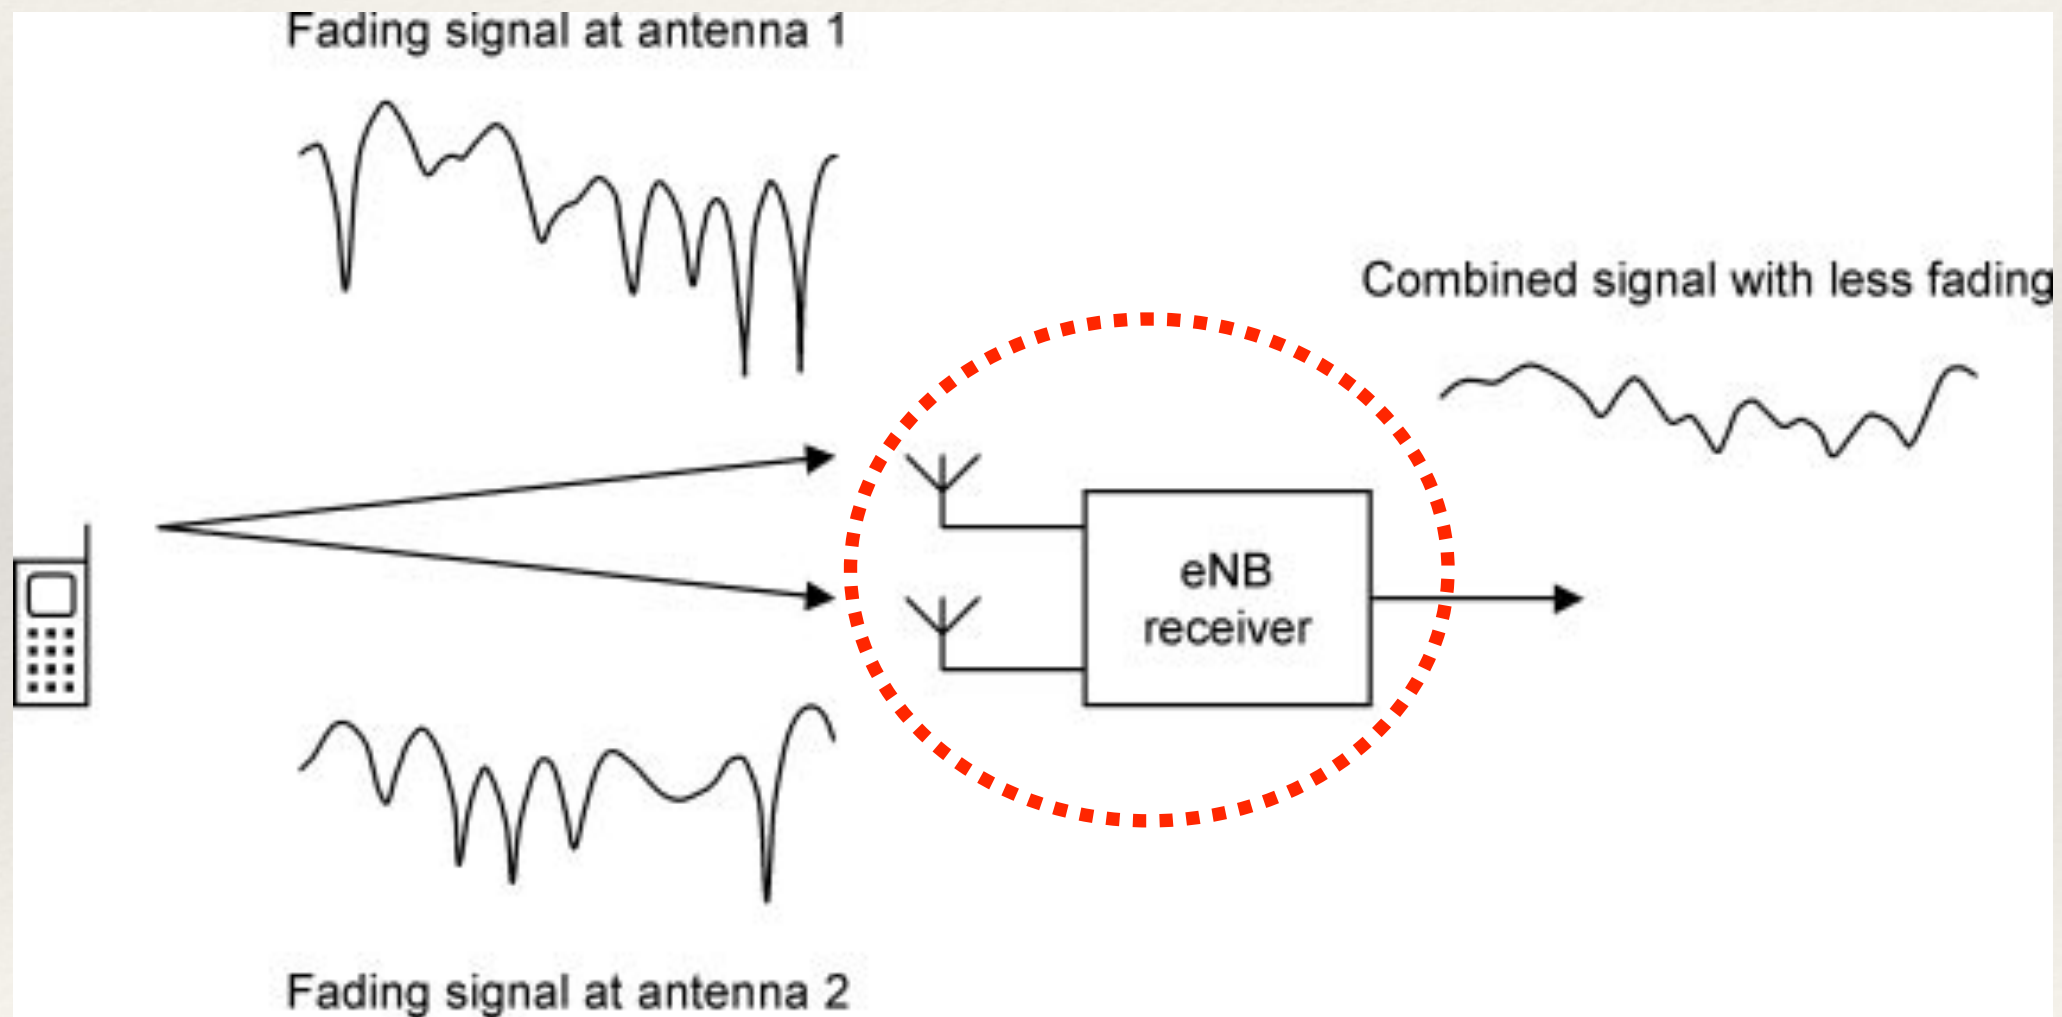 Fading signal at antenna 1
Combined signal with less fading
eNB
receiver
Fading signal at antenna 2